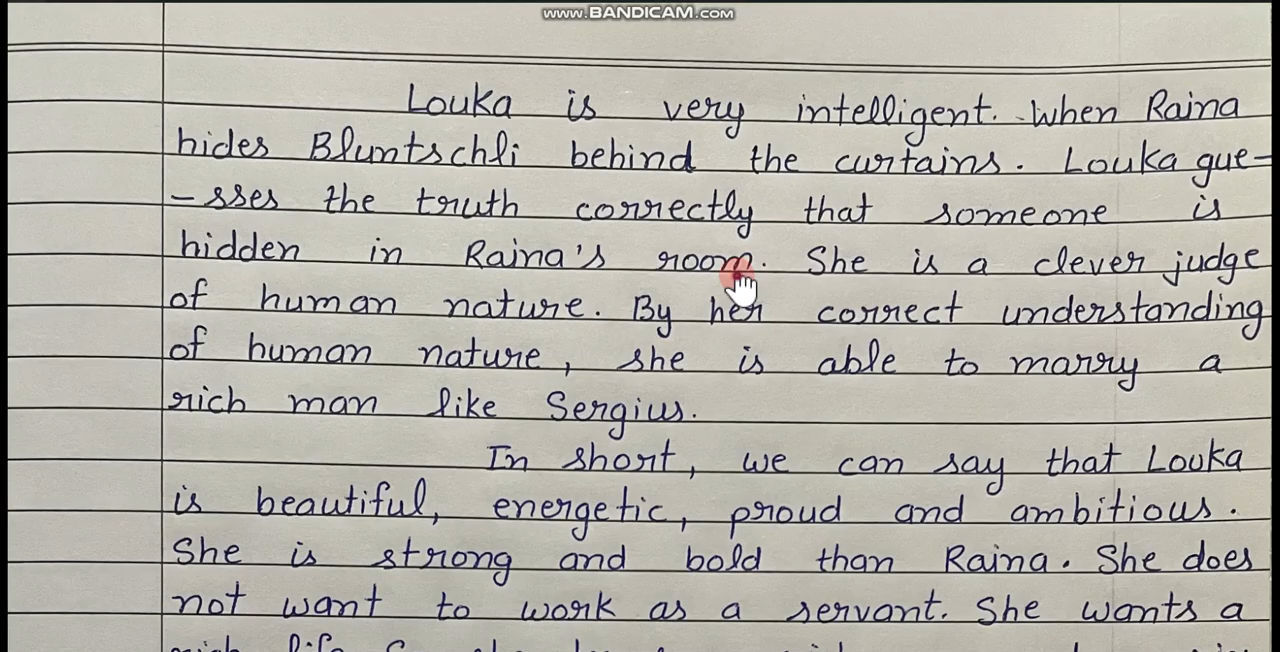 www.BANDICAM.com
Louka is very intelligent. When Raina
hides Bluntschli behind the curtains. Louka gue-
-sses the truth correctly that someone is
hidden in Raina's room. She is a clever judge
of human nature. By her correct understanding
of human nature, she is able to marry a
rich man like Sergius.
In short, we can say that Louka
is beautiful, energetic, proud and ambitious.
She is strong and bold than Raina. She does
not want to work as a servant. She wants a
rich life